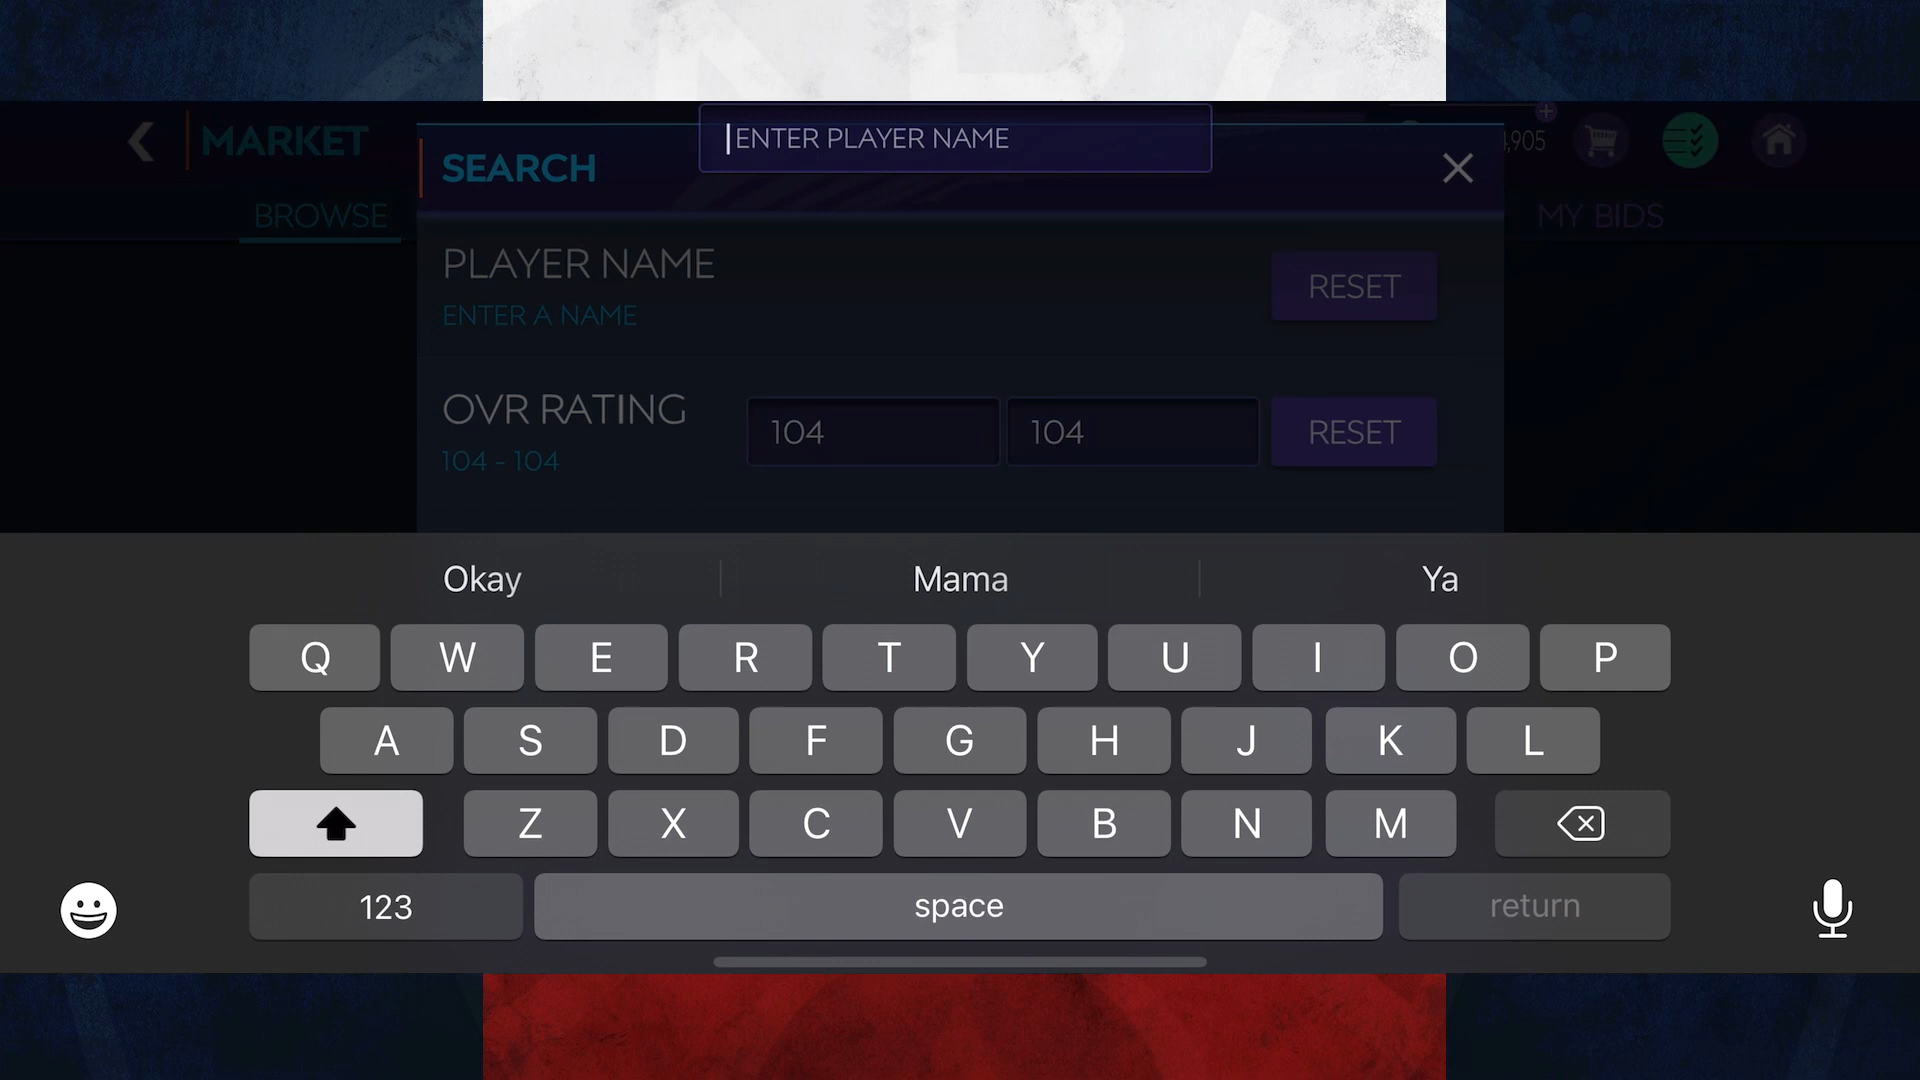 MARKET
ENTER PLAYER NAME
SEARCH
,905
BROWSE
MY BIDS
PLAYER NAME
RESET
ENTER A NAME
OVR RATING
104
104
RESET
104 - 104
Okay
Mama
Ya
Q W E R T Y U I O P
A S D F G H J K L
Z X C V B N M
123
space
return